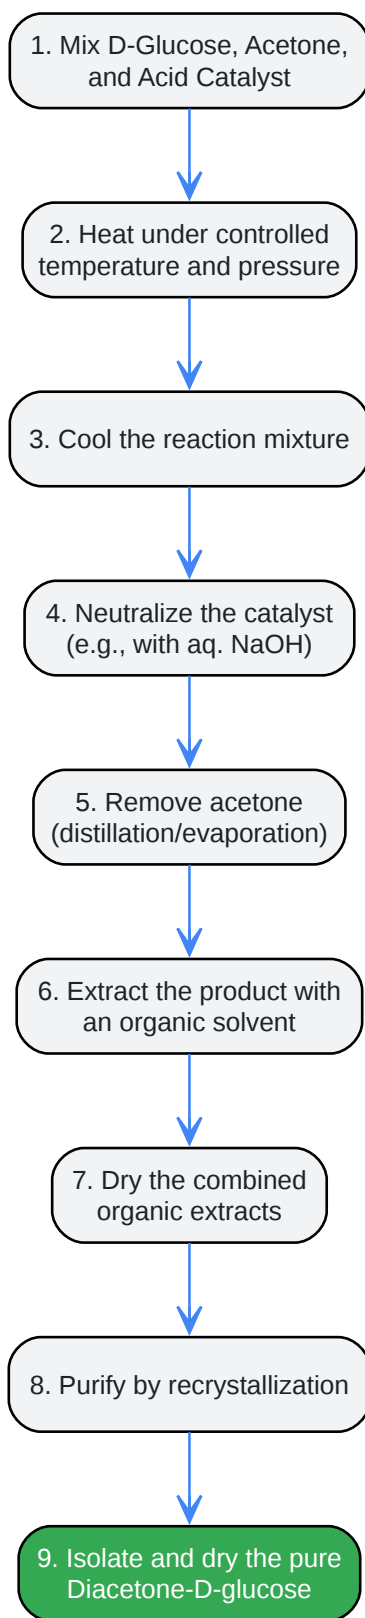 1. Mix D-Glucose, Acetone,
and Acid Catalyst
2. Heat under controlled
temperature and pressure
3. Cool the reaction mixture
4. Neutralize the catalyst
(e.g., with aq. NaOH)
5. Remove acetone
(distillation/evaporation)
6. Extract the product with
an organic solvent
7. Dry the combined
organic extracts
8. Purify by recrystallization
9. Isolate and dry the pure
Diacetone-D-glucose